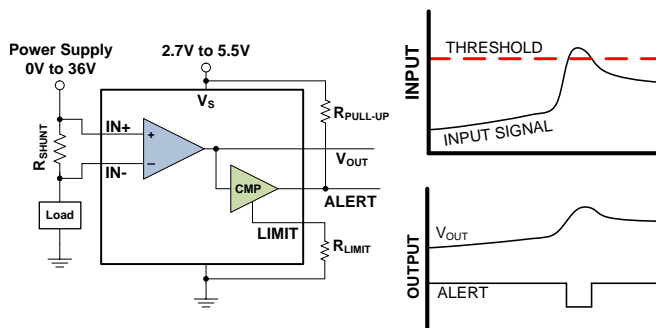 Power Supply
0V to 36V
2.7V to 5.5V
VS
RPULL-UP
RSHUNT
IN+
+
IN-
−
VOUT
CMP
ALERT
Load
LIMIT
RLIMIT
INPUT
THRESHOLD
INPUT SIGNAL
OUTPUT
VOUT
ALERT